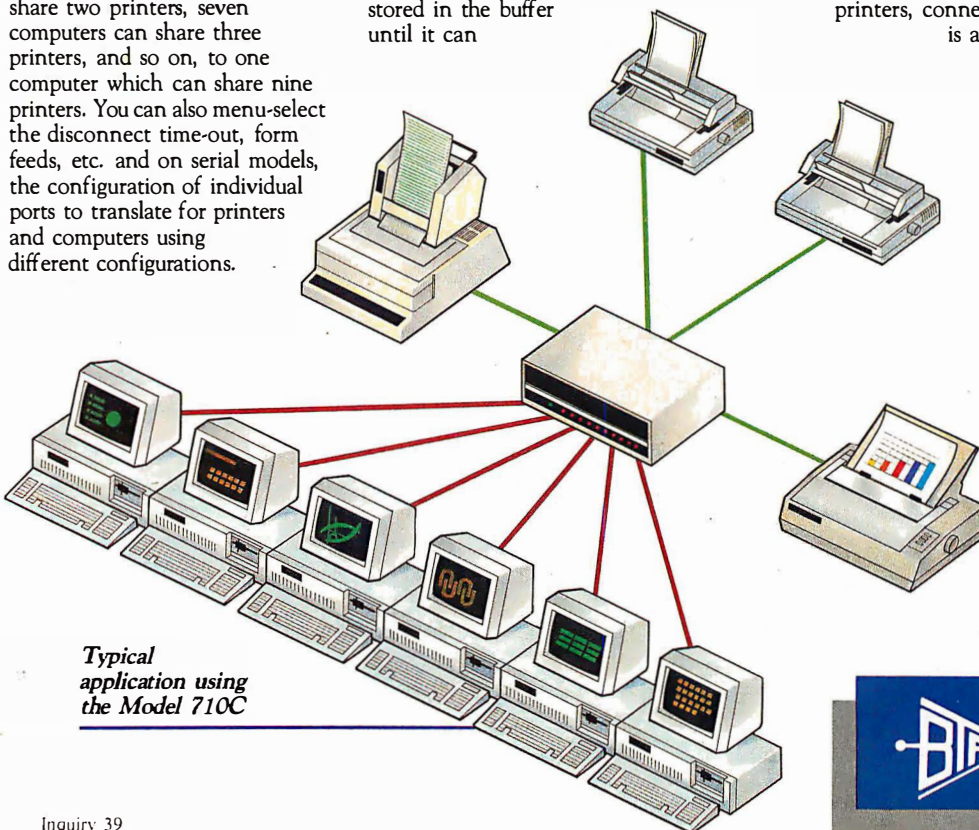 share two printers, seven
computers can share three
printers, and so on, to one
computer which can share nine
printers. You can also menu-select
the disconnect time-out, form
feeds, etc. and on serial models,
the configuration of individual
ports to translate for printers
and computers using
different configurations.
stored in the buffer
until it can
printers, conne
is a
Typical
application using
the Model 710C
Inquiry 39